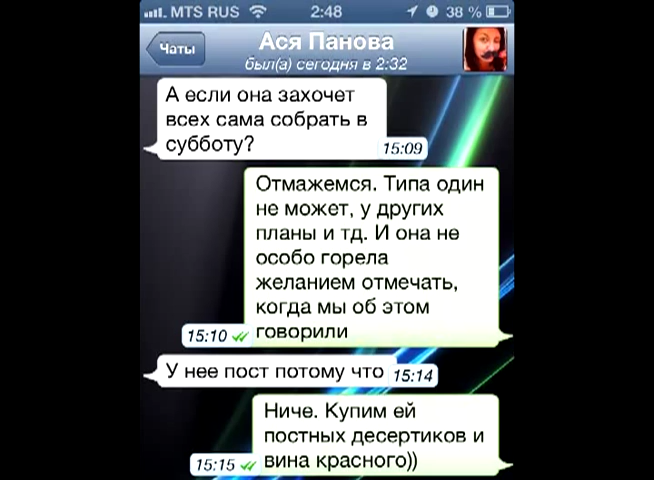 MTS RUS 2:48 38 %
Чаты
Ася Панова
был(а) сегодня в 2:32
А если она захочет
всех сама собрать в
субботу?
15:09
Отмажемся. Типа один
не может, у других
планы и тд. И она не
особо горела
желанием отмечать,
когда мы об этом
говорили
15:10
У нее пост потому что
15:14
Ниче. Купим ей
постных десертиков и
вина красного))
15:15